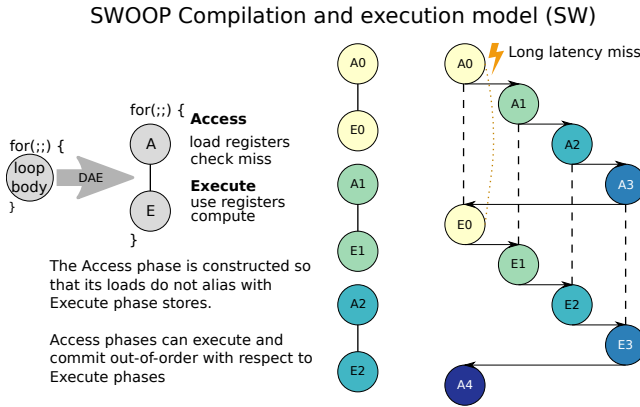 SWOOP Compilation and execution model (SW)
for(;;) {
loop
body
}
DAE
for(;;) {
A
E
}
Access
load registers
check miss
Execute
use registers
compute
The Access phase is constructed so
that its loads do not alias with
Execute phase stores.
Access phases can execute and
commit out-of-order with respect to
Execute phases
A0
E0
A1
E1
A2
E2
Long latency miss
A0
A1
A2
A3
E0
E1
E2
E3
A4